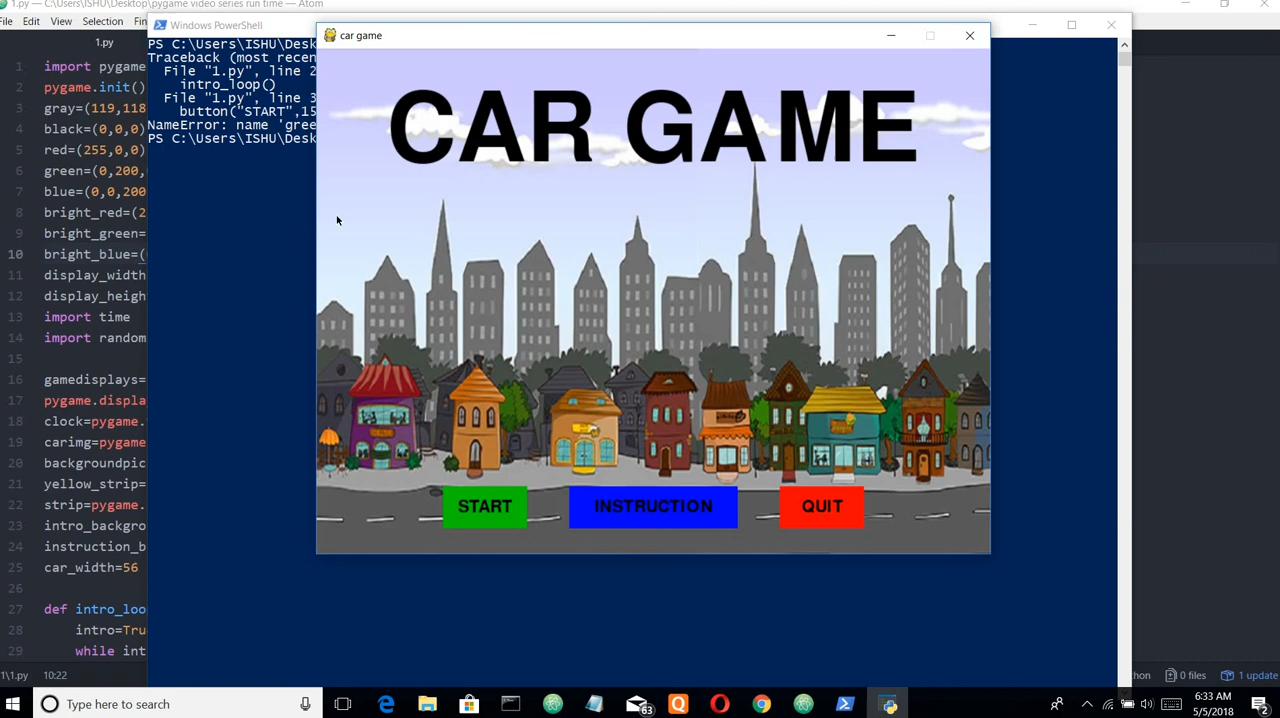 1.py — C:\Users\ISHU\Desktop\pygame video series run time — Atom
File Edit View Selection Find
Windows PowerShell
car game
1.py
PS C:\Users\ISHU\Desk
Traceback (most recen
File "1.py", line 2
intro_loop()
File "1.py", line 3
button("START",15
NameError: name 'gree
PS C:\Users\ISHU\Desk
1 import pygame
2 pygame.init()
3 gray=(119,118
4 black=(0,0,0)
5 red=(255,0,0)
6 green=(0,200,
7 blue=(0,0,200
8 bright_red=(2
9 bright_green=
10 bright_blue=(
11 display_width
12 display_heigh
13 import time
14 import random
15
16 gamedisplays=
17 pygame.displa
18 clock=pygame.
19 carimg=pygame
20 backgroundpic
21 yellow_strip=
22 strip=pygame.
23 intro_backgro
24 instruction_b
25 car_width=56
26
27 def intro_loo
28 intro=Tru
29 while int
CAR GAME
START INSTRUCTION QUIT
1\1.py 10:22
thon 0 files 1 update
Type here to search
63
6:33 AM
5/5/2018
2